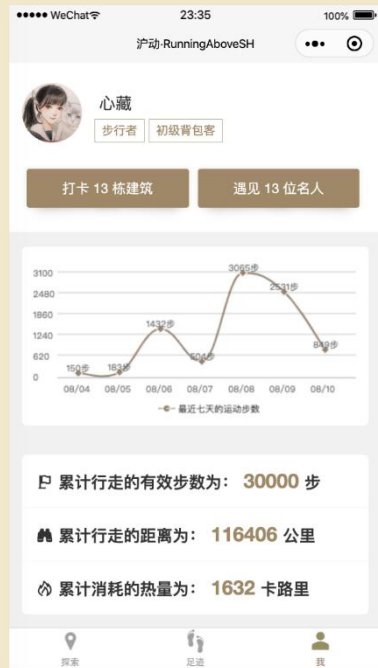 WeChat 23:35 100%
沪动·RunningAboveSH
心藏
步行者 初级背包客
打卡 13 栋建筑 遇见 13 位名人
3100
2480
1860
1240
620
0
150步 183步 1432步 504步 3065步 2531步 849步
08/04 08/05 08/06 08/07 08/08 08/09 08/10
最近七天的运动步数
累计行走的有效步数为： 30000 步
累计行走的距离为： 116406 公里
累计消耗的热量为： 1632 卡路里
探索 足迹 我